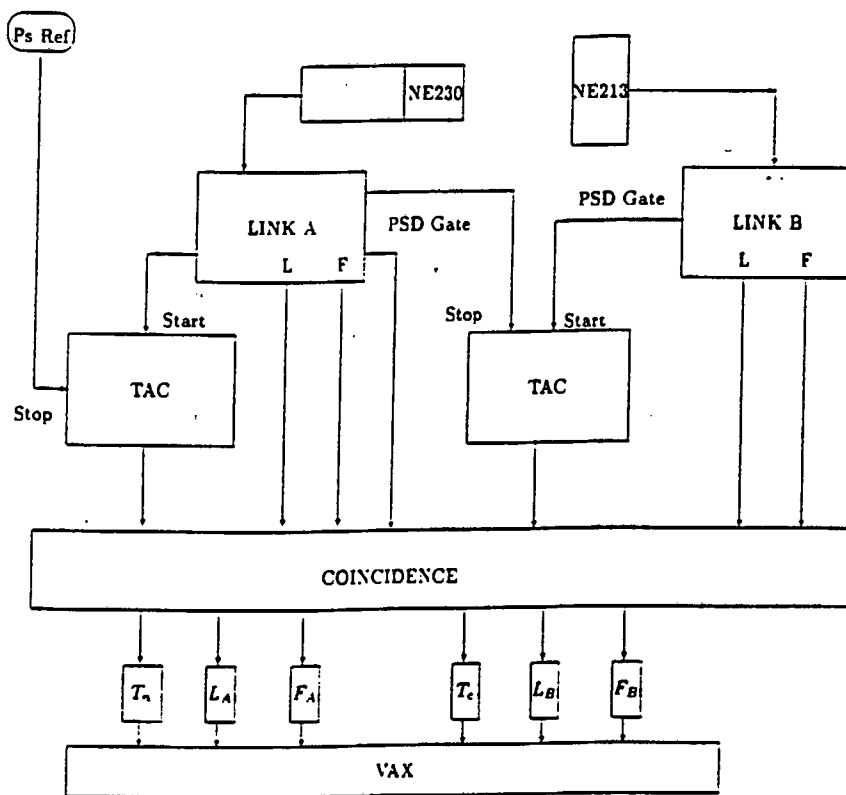 Ps Ref
NE230
NE213
LINK A
L F
PSD Gate
PSD Gate
LINK B
L F
Start
Stop
Start
TAC
Stop
TAC
COINCIDENCE
Tn
LA
FA
Tc
LB
FB
VAX